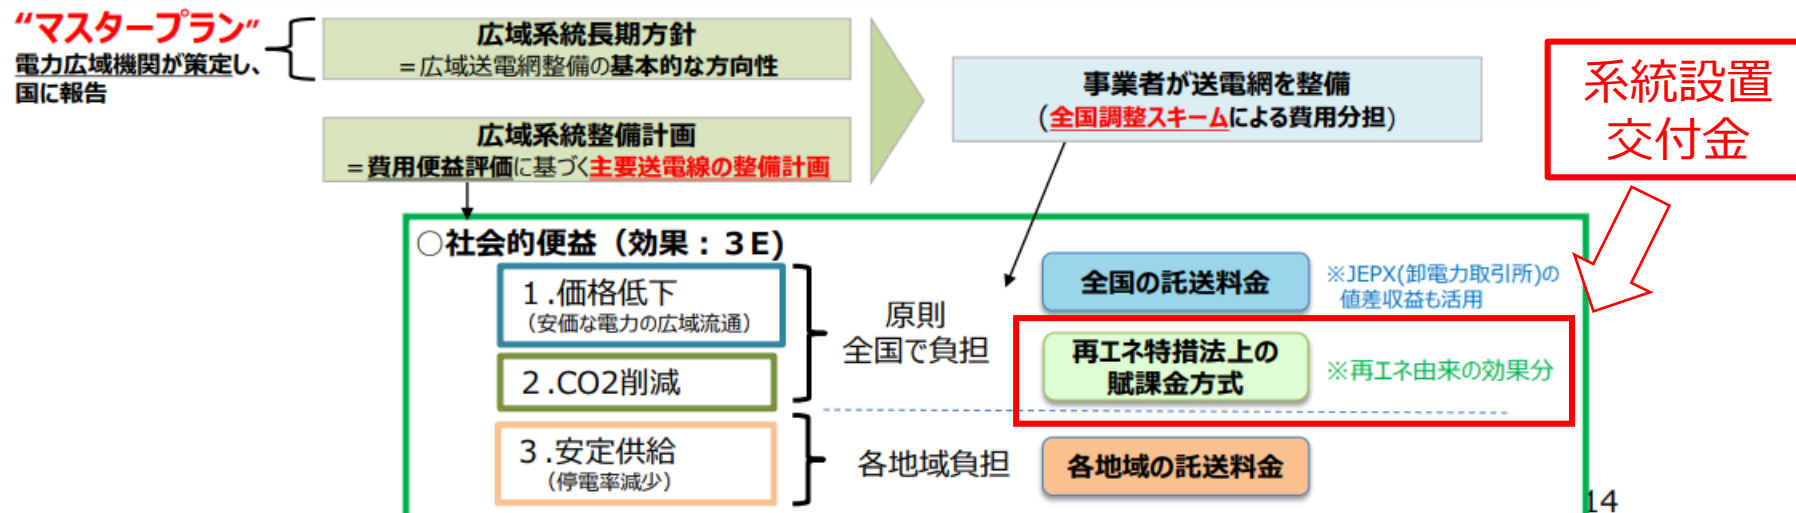 “マスタープラン”
電力広域機関が策定し、
国に報告
広域系統長期方針
＝広域送電網整備の基本的な方向性
広域系統整備計画
＝費用便益評価に基づく主要送電線の整備計画
事業者が送電網を整備
（全国調整スキームによる費用分担）
系統設置
交付金
○社会的便益（効果：３E)
１.価格低下
（安価な電力の広域流通）
２.CO2削減
３.安定供給
（停電率減少）
原則
全国で負担
各地域負担
全国の託送料金
※JEPX(卸電力取引所)の
値差収益も活用
再エネ特措法上の
賦課金方式
※再エネ由来の効果分
各地域の託送料金
14